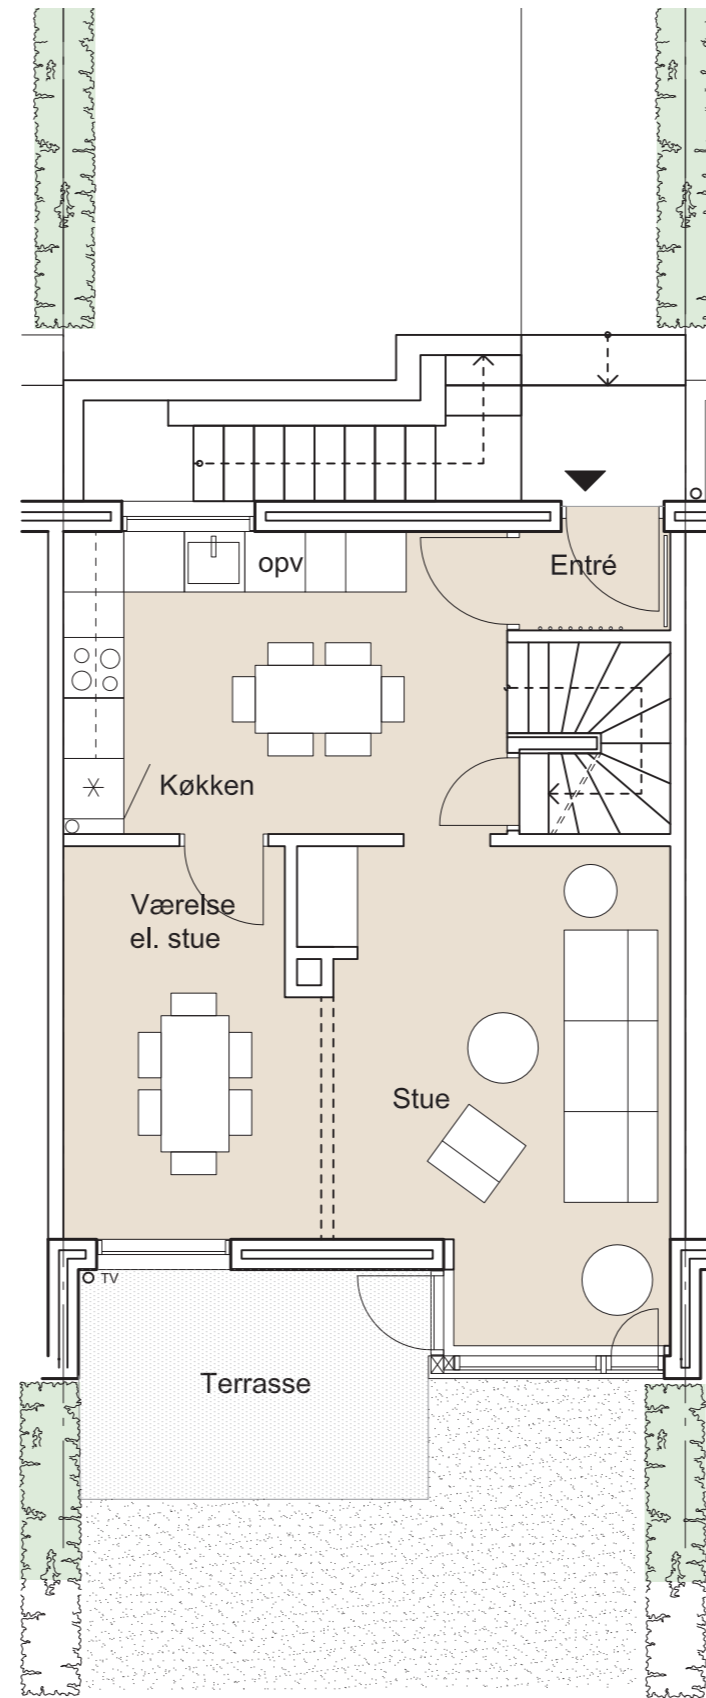 opv
Entré
Køkken
Værelse
el. stue
Stue
TV
Terrasse